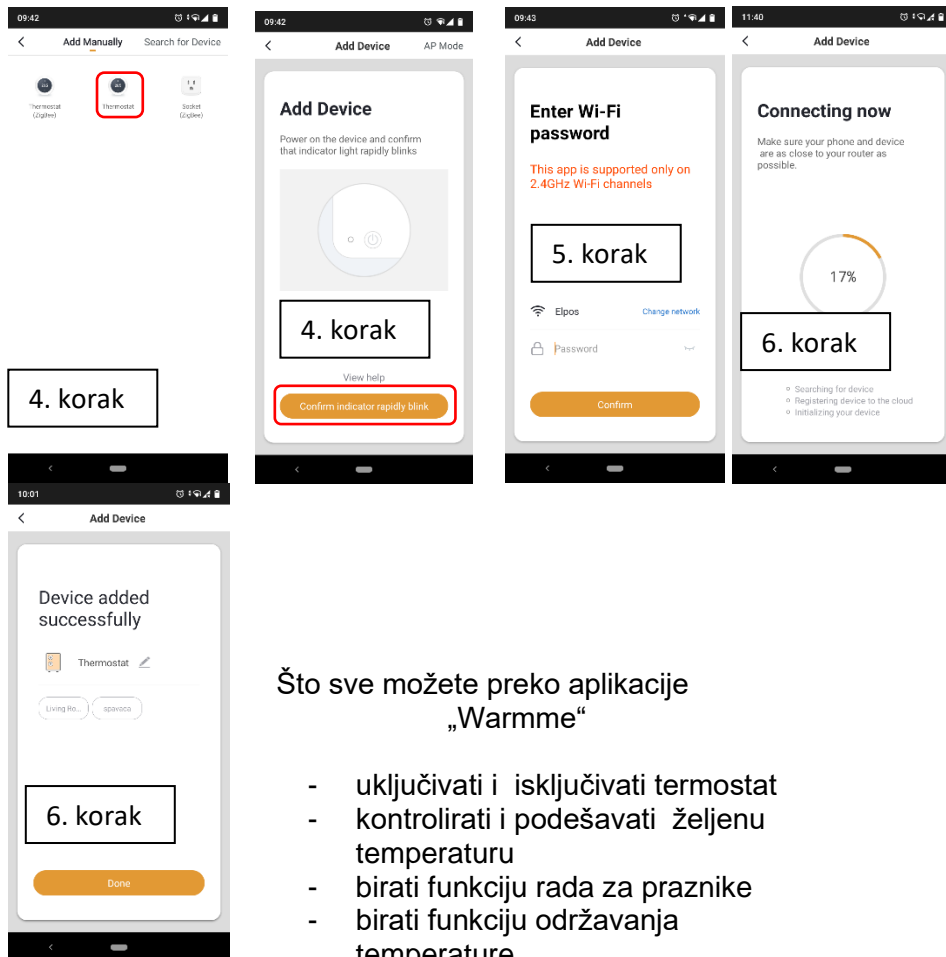 09:42
Add Manually Search for Device
Thermostat (Zigbee)
Thermostat
Socket (Zigbee)
4. korak
09:42
Add Device AP Mode
Add Device
Power on the device and confirm
that indicator light rapidly blinks
4. korak
View help
Confirm indicator rapidly blink
09:43
Add Device
Enter Wi-Fi
password
This app is supported only on
2.4GHz Wi-Fi channels
5. korak
Elpos Change network
Password
Confirm
11:40
Add Device
Connecting now
Make sure your phone and device
are as close to your router as
possible.
17%
6. korak
Searching for device
Registering device to the cloud
Initializing your device
10:01
Add Device
Device added
successfully
Thermostat
Living Ro... spavaca
6. korak
Done
Što sve možete preko aplikacije
„Warmme“
- uključivati i isključivati termostat
- kontrolirati i podešavati željenu
temperaturu
- birati funkciju rada za praznike
- birati funkciju održavanja
temperature